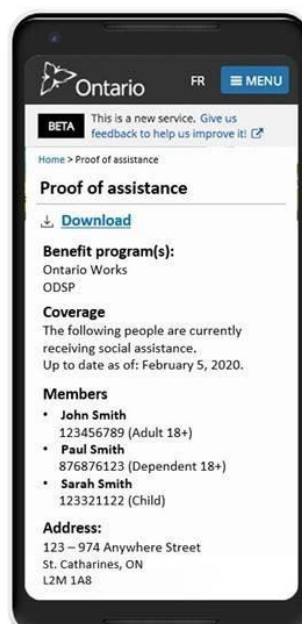 Ontario
FR
≡ MENU
BETA
This is a new service. Give us
feedback to help us improve it!
Home > Proof of assistance
Proof of assistance
Download
Benefit program(s):
Ontario Works
ODSP
Coverage
The following people are currently
receiving social assistance.
Up to date as of: February 5, 2020.
Members
• John Smith
123456789 (Adult 18+)
• Paul Smith
876876123 (Dependent 18+)
• Sarah Smith
123321122 (Child)
Address:
123 – 974 Anywhere Street
St. Catharines, ON
L2M 1A8